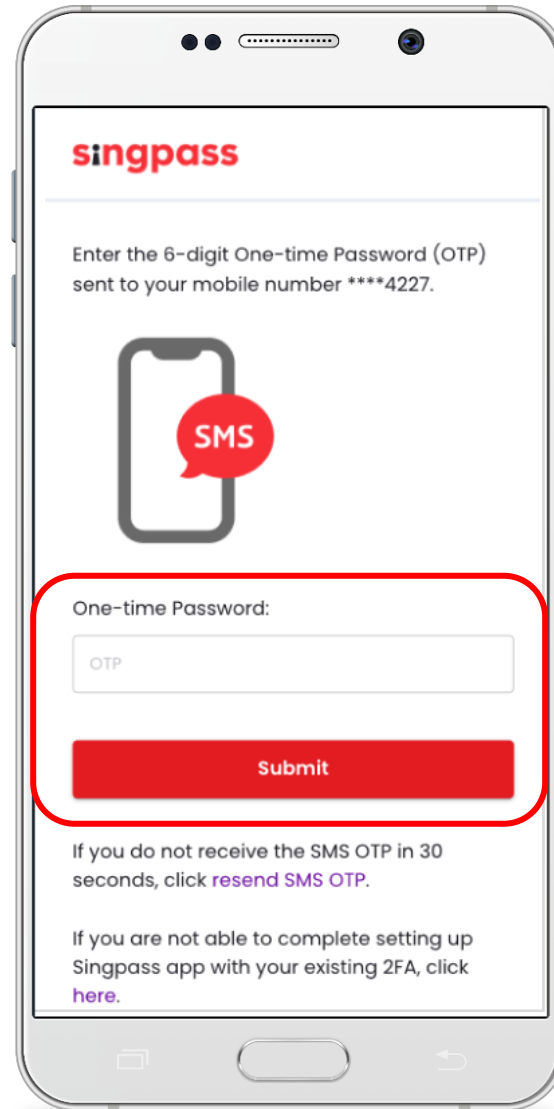 singpass
Enter the 6-digit One-time Password (OTP)
sent to your mobile number ****4227.
SMS
One-time Password:
OTP
Submit
If you do not receive the SMS OTP in 30
seconds, click resend SMS OTP.
If you are not able to complete setting up
Singpass app with your existing 2FA, click
here.